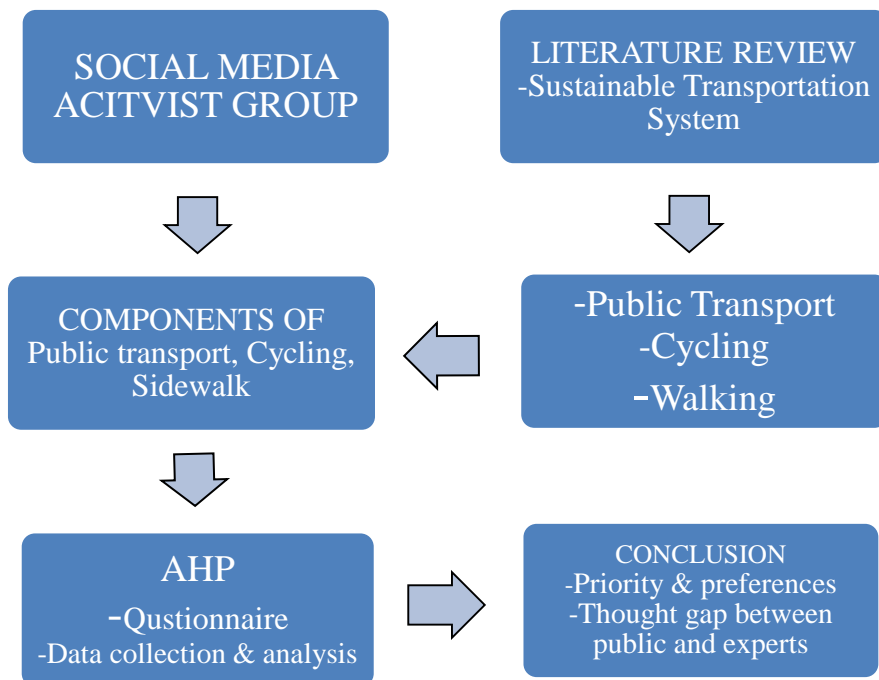 SOCIAL MEDIA
ACITVIST GROUP
LITERATURE REVIEW
-Sustainable Transportation
System
COMPONENTS OF
Public transport, Cycling,
Sidewalk
-Public Transport
-Cycling
-Walking
AHP
-Qustionnaire
-Data collection & analysis
CONCLUSION
-Priority & preferences
-Thought gap between
public and experts